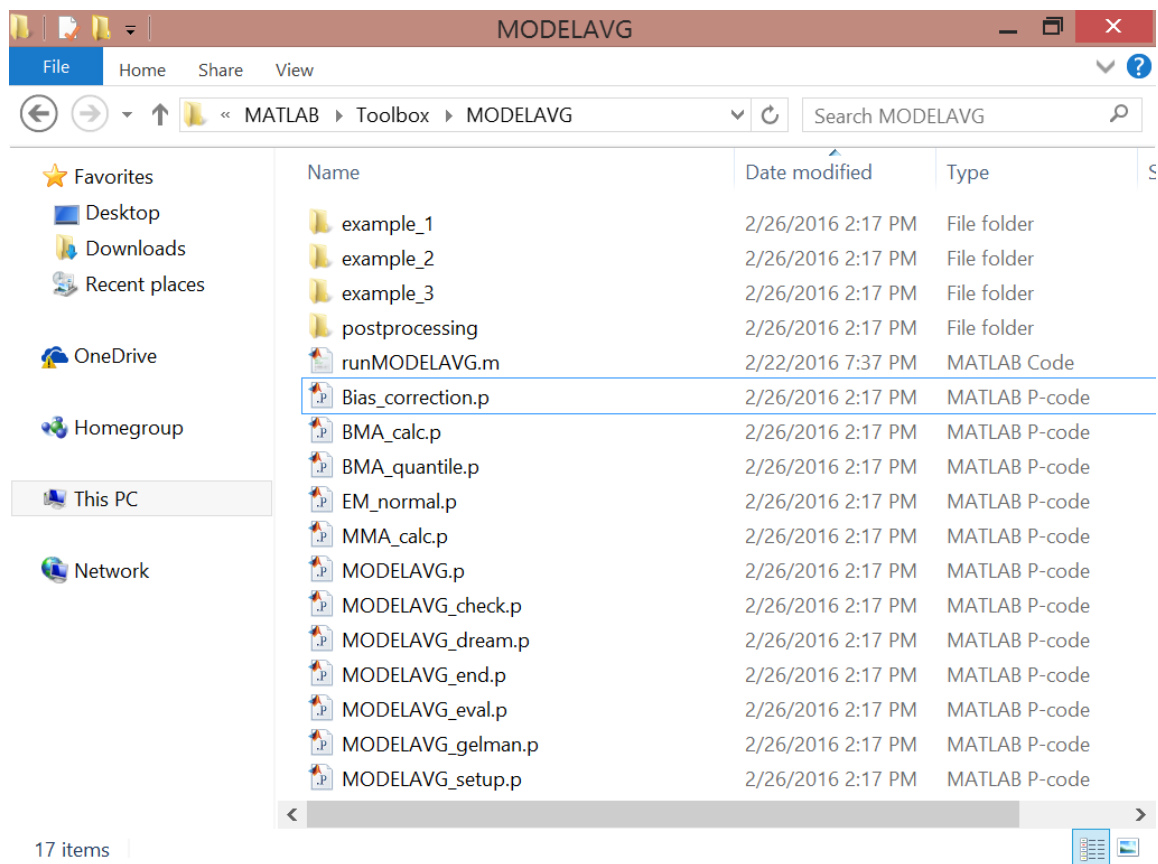 MODELAVG
File Home Share View
« MATLAB Toolbox MODELAVG Search MODELAVG
Favorites
Desktop
Downloads
Recent places
OneDrive
Homegroup
This PC
Network
Name Date modified Type S
example_1 2/26/2016 2:17 PM File folder
example_2 2/26/2016 2:17 PM File folder
example_3 2/26/2016 2:17 PM File folder
postprocessing 2/26/2016 2:17 PM File folder
runMODELAVG.m 2/22/2016 7:37 PM MATLAB Code
Bias_correction.p 2/26/2016 2:17 PM MATLAB P-code
BMA_calc.p 2/26/2016 2:17 PM MATLAB P-code
BMA_quantile.p 2/26/2016 2:17 PM MATLAB P-code
EM_normal.p 2/26/2016 2:17 PM MATLAB P-code
MMA_calc.p 2/26/2016 2:17 PM MATLAB P-code
MODELAVG.p 2/26/2016 2:17 PM MATLAB P-code
MODELAVG_check.p 2/26/2016 2:17 PM MATLAB P-code
MODELAVG_dream.p 2/26/2016 2:17 PM MATLAB P-code
MODELAVG_end.p 2/26/2016 2:17 PM MATLAB P-code
MODELAVG_eval.p 2/26/2016 2:17 PM MATLAB P-code
MODELAVG_gelman.p 2/26/2016 2:17 PM MATLAB P-code
MODELAVG_setup.p 2/26/2016 2:17 PM MATLAB P-code
17 items